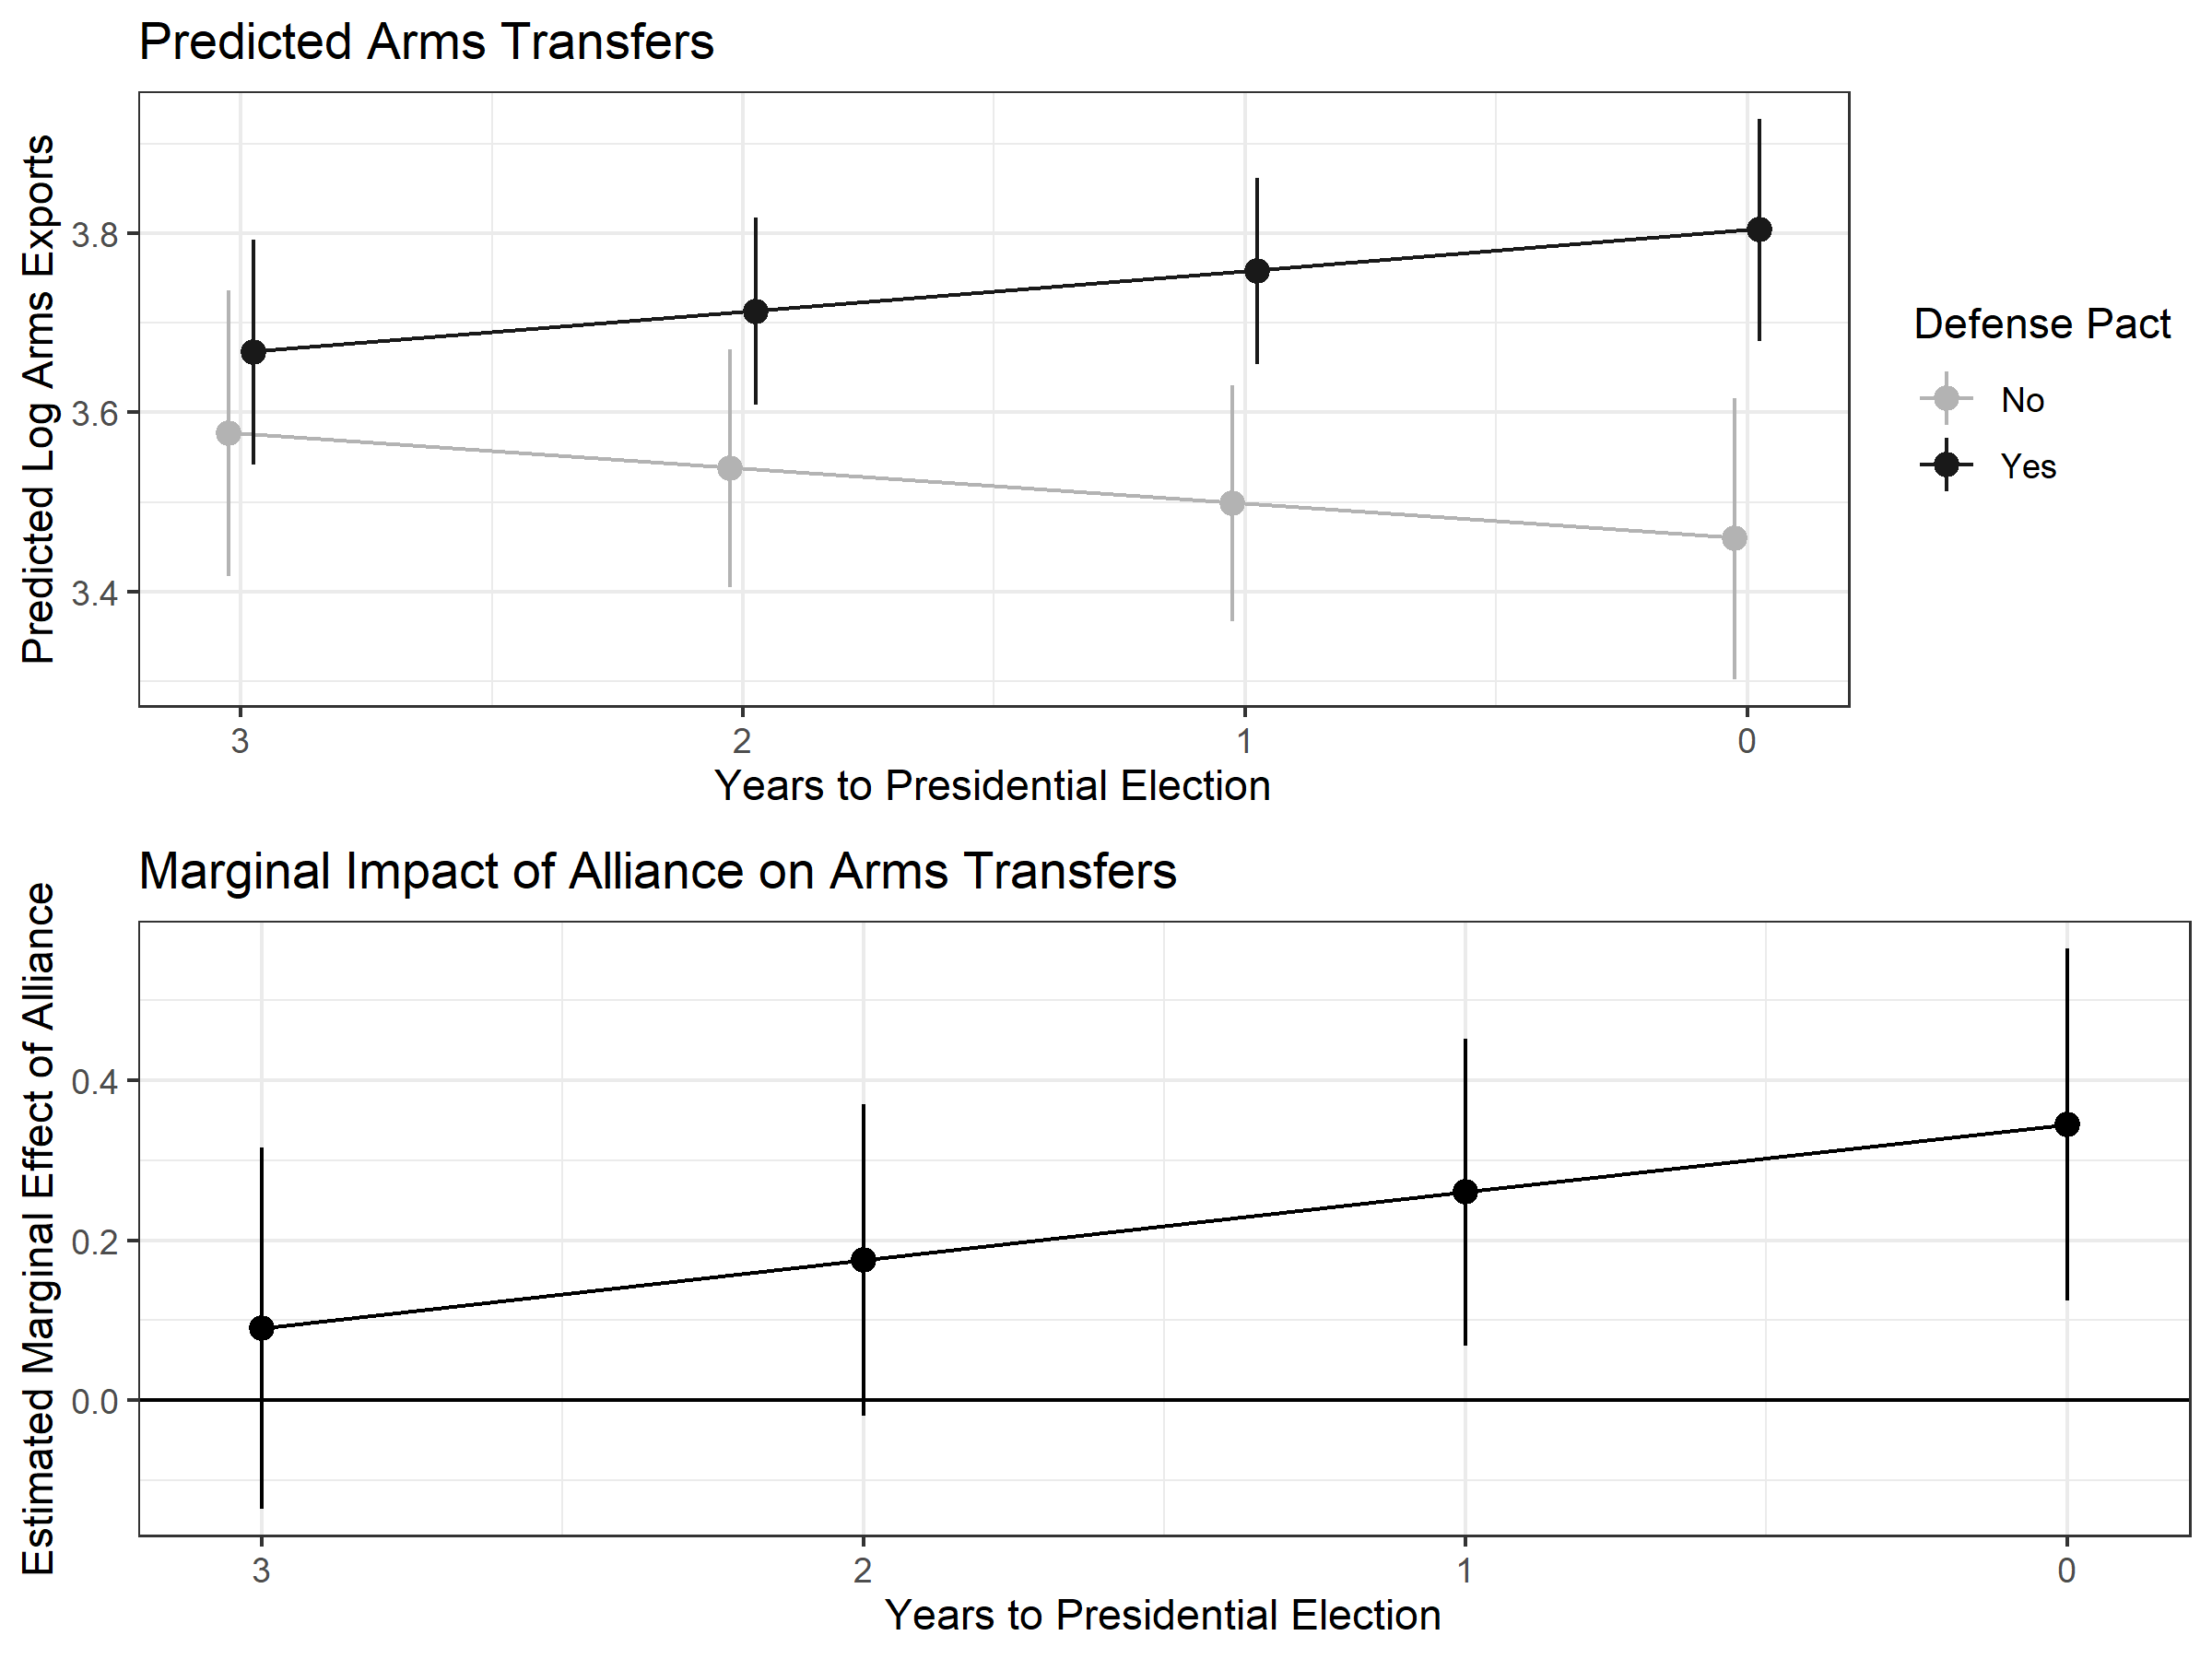 Predicted Arms Transfers
Predicted Log Arms Exports
3.8
3.6
3.4
3
2
1
0
Years to Presidential Election
Defense Pact
No
Yes
Marginal Impact of Alliance on Arms Transfers
Estimated Marginal Effect of Alliance
0.4
0.2
0.0
3
2
1
0
Years to Presidential Election